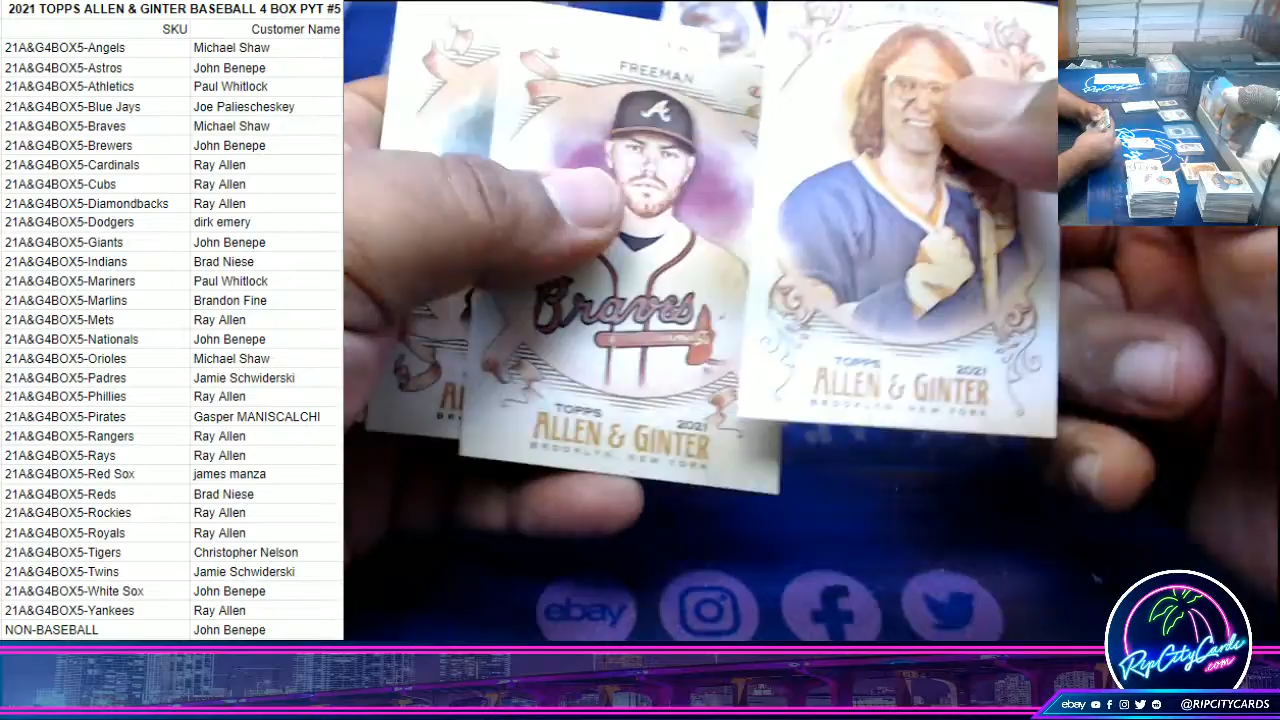 2021 TOPPS ALLEN & GINTER BASEBALL 4 BOX PYT #5
SKU Customer Name
21A&G4BOX5-Angels Michael Shaw
21A&G4BOX5-Astros John Benepe
21A&G4BOX5-Athletics Paul Whitlock
21A&G4BOX5-Blue Jays Joe Paliescheskey
21A&G4BOX5-Braves Michael Shaw
21A&G4BOX5-Brewers John Benepe
21A&G4BOX5-Cardinals Ray Allen
21A&G4BOX5-Cubs Ray Allen
21A&G4BOX5-Diamondbacks Ray Allen
21A&G4BOX5-Dodgers dirk emery
21A&G4BOX5-Giants John Benepe
21A&G4BOX5-Indians Brad Niese
21A&G4BOX5-Mariners Paul Whitlock
21A&G4BOX5-Marlins Brandon Fine
21A&G4BOX5-Mets Ray Allen
21A&G4BOX5-Nationals John Benepe
21A&G4BOX5-Orioles Michael Shaw
21A&G4BOX5-Padres Jamie Schwiderski
21A&G4BOX5-Phillies Ray Allen
21A&G4BOX5-Pirates Gasper MANISCALCHI
21A&G4BOX5-Rangers Ray Allen
21A&G4BOX5-Rays Ray Allen
21A&G4BOX5-Red Sox james manza
21A&G4BOX5-Reds Brad Niese
21A&G4BOX5-Rockies Ray Allen
21A&G4BOX5-Royals Ray Allen
21A&G4BOX5-Tigers Christopher Nelson
21A&G4BOX5-Twins Jamie Schwiderski
21A&G4BOX5-White Sox John Benepe
21A&G4BOX5-Yankees Ray Allen
NON-BASEBALL John Benepe
FREEMAN
A
Braves
TOPPS 2021
ALLEN & GINTER
BROOKLYN, NEW YORK
TOPPS 2021
ALLEN & GINTER
BROOKLYN, NEW YORK
ebay
RipCityCards
RipCityCards
.com
ebay @RIPCITYCARDS